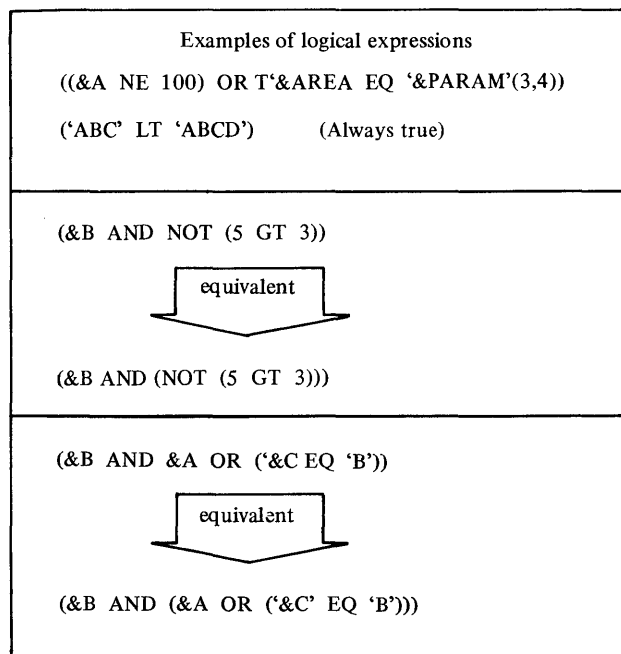 Examples of logical expressions
((&A NE 100) OR T‘&AREA EQ ‘&PARAM’(3,4))
(‘ABC’ LT ‘ABCD’) (Always true)
(&B AND NOT (5 GT 3))
equivalent
(&B AND (NOT (5 GT 3)))
(&B AND &A OR (‘&C EQ ‘B’))
equivalent
(&B AND (&A OR (‘&C’ EQ ‘B’)))